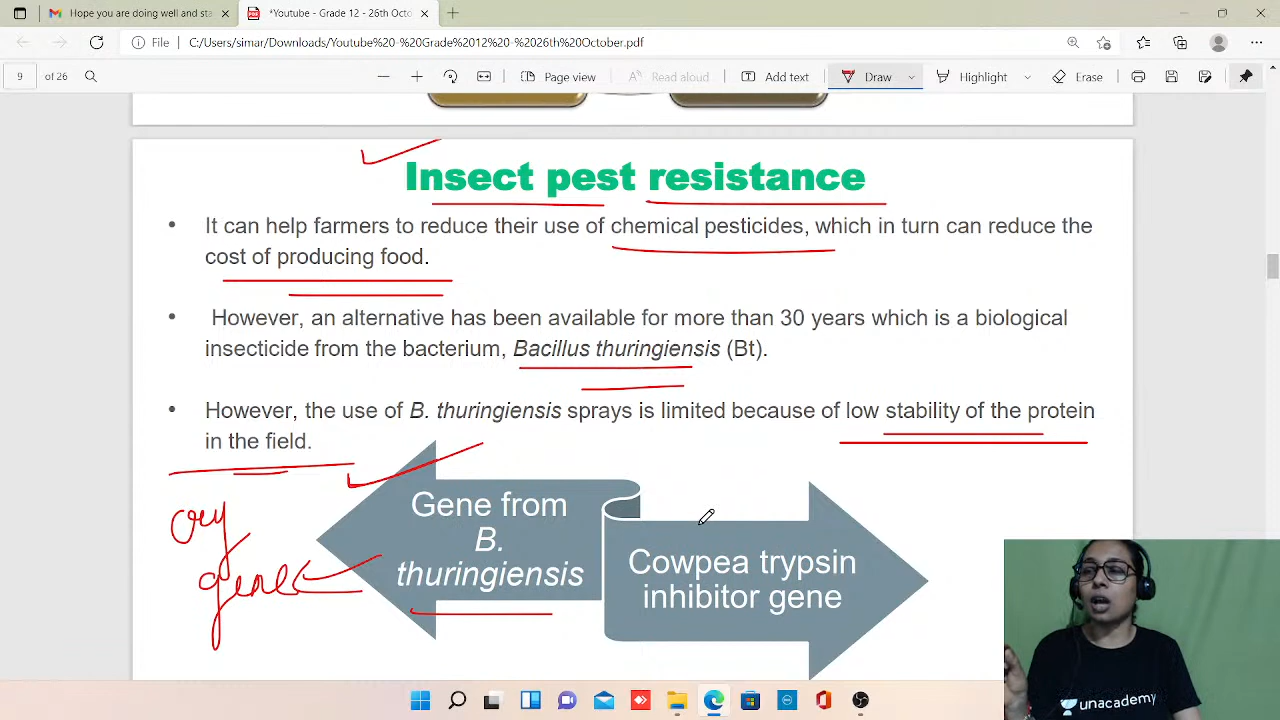 Hope you are doing well and sta
*Youtube - Grade 12 - 26th Octo
File
C:/Users/simar/Downloads/Youtube%20-%20Grade%2012%20-%2026th%20October.pdf
9 of 26
Page view
Read aloud
Add text
Draw
Highlight
Erase
Insect pest resistance
• It can help farmers to reduce their use of chemical pesticides, which in turn can reduce the
cost of producing food.
• However, an alternative has been available for more than 30 years which is a biological
insecticide from the bacterium, Bacillus thuringiensis (Bt).
• However, the use of B. thuringiensis sprays is limited because of low stability of the protein
in the field.
cry
gene
Gene from
B.
thuringiensis
Cowpea trypsin
inhibitor gene
unacademy